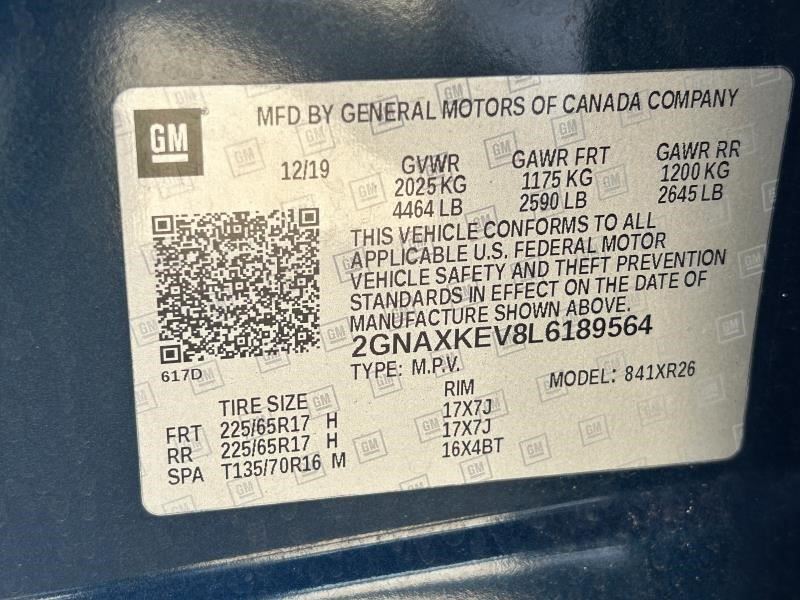 GM
MFD BY GENERAL MOTORS OF CANADA COMPANY
12/19
GVWR GAWR FRT GAWR RR
2025 KG 1175 KG 1200 KG
4464 LB 2590 LB 2645 LB
THIS VEHICLE CONFORMS TO ALL
APPLICABLE U.S. FEDERAL MOTOR
VEHICLE SAFETY AND THEFT PREVENTION
STANDARDS IN EFFECT ON THE DATE OF
MANUFACTURE SHOWN ABOVE.
2GNAXKEV8L6189564
617D
TYPE: M.P.V. MODEL: 841XR26
TIRE SIZE RIM
FRT 225/65R17 H 17X7J
RR 225/65R17 H 17X7J
SPA T135/70R16 M 16X4BT